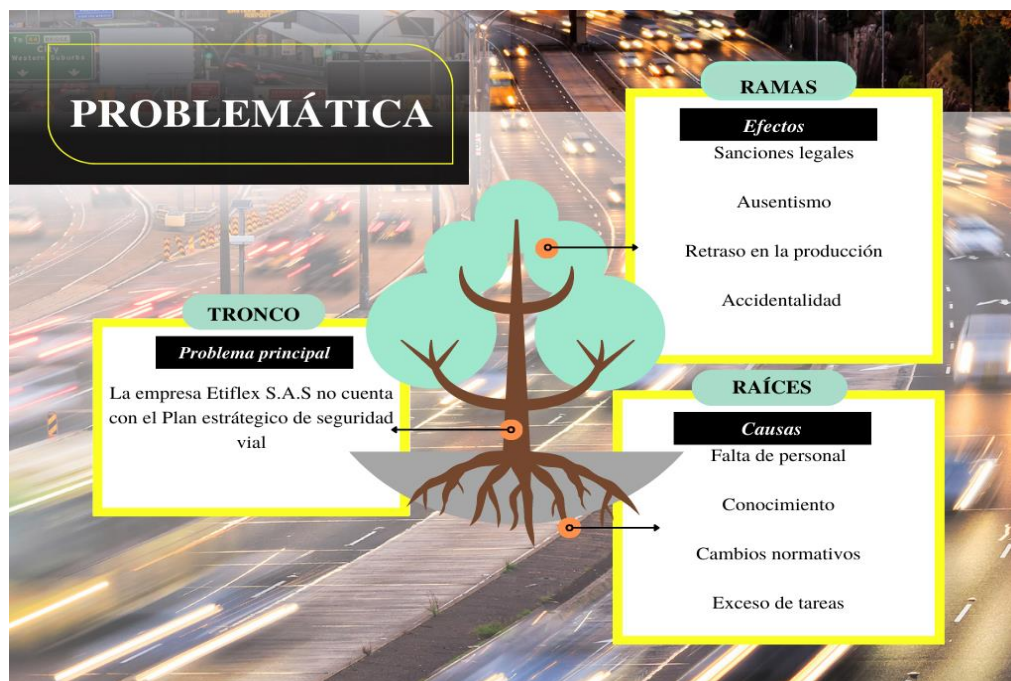 PROBLEMÁTICA
RAMAS
Efectos
Sanciones legales
Ausentismo
Retraso en la producción
Accidentalidad
TRONCO
Problema principal
La empresa Etiflex S.A.S no cuenta
con el Plan estrátegico de seguridad
vial
RAÍCES
Causas
Falta de personal
Conocimiento
Cambios normativos
Exceso de tareas